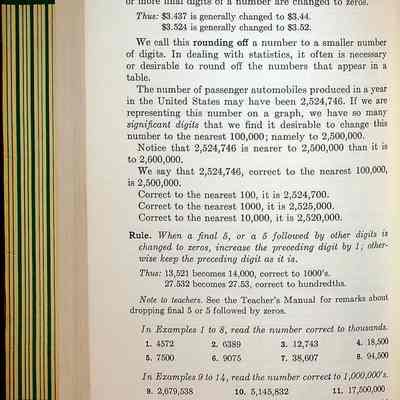 or more final digits of a number are changed to zeros.
Thus: $3.437 is generally changed to $3.44.
$3.524 is generally changed to $3.52.
We call this rounding off a number to a smaller number
of digits. In dealing with statistics, it often is necessary
or desirable to round off the numbers that appear in a
table.
The number of passenger automobiles produced in a year
in the United States may have been 2,524,746. If we are
representing this number on a graph, we have so many
significant digits that we find it desirable to change this
number to the nearest 100,000; namely to 2,500,000.
Notice that 2,524,746 is nearer to 2,500,000 than it is
to 2,600,000.
We say that 2,524,746, correct to the nearest 100,000,
is 2,500,000.
Correct to the nearest 100, it is 2,524,700.
Correct to the nearest 1000, it is 2,525,000.
Correct to the nearest 10,000, it is 2,520,000.
Rule. When a final 5, or a 5 followed by other digits is
changed to zeros, increase the preceding digit by 1; other-
wise keep the preceding digit as it is.
Thus: 13,521 becomes 14,000, correct to 1000's.
27.532 becomes 27.53, correct to hundredths.
Note to teachers. See the Teacher's Manual for remarks about
dropping final 5 or 5 followed by zeros.
In Examples 1 to 8, read the number correct to thousands.
1. 4572 2. 6389 3. 12,743 4. 18,500
5. 7500 6. 9075 7. 38,607 8. 94,500
In Examples 9 to 14, read the number correct to 1,000,000's.
9. 2,679,538 10. 5,145,832 11. 17,500,000